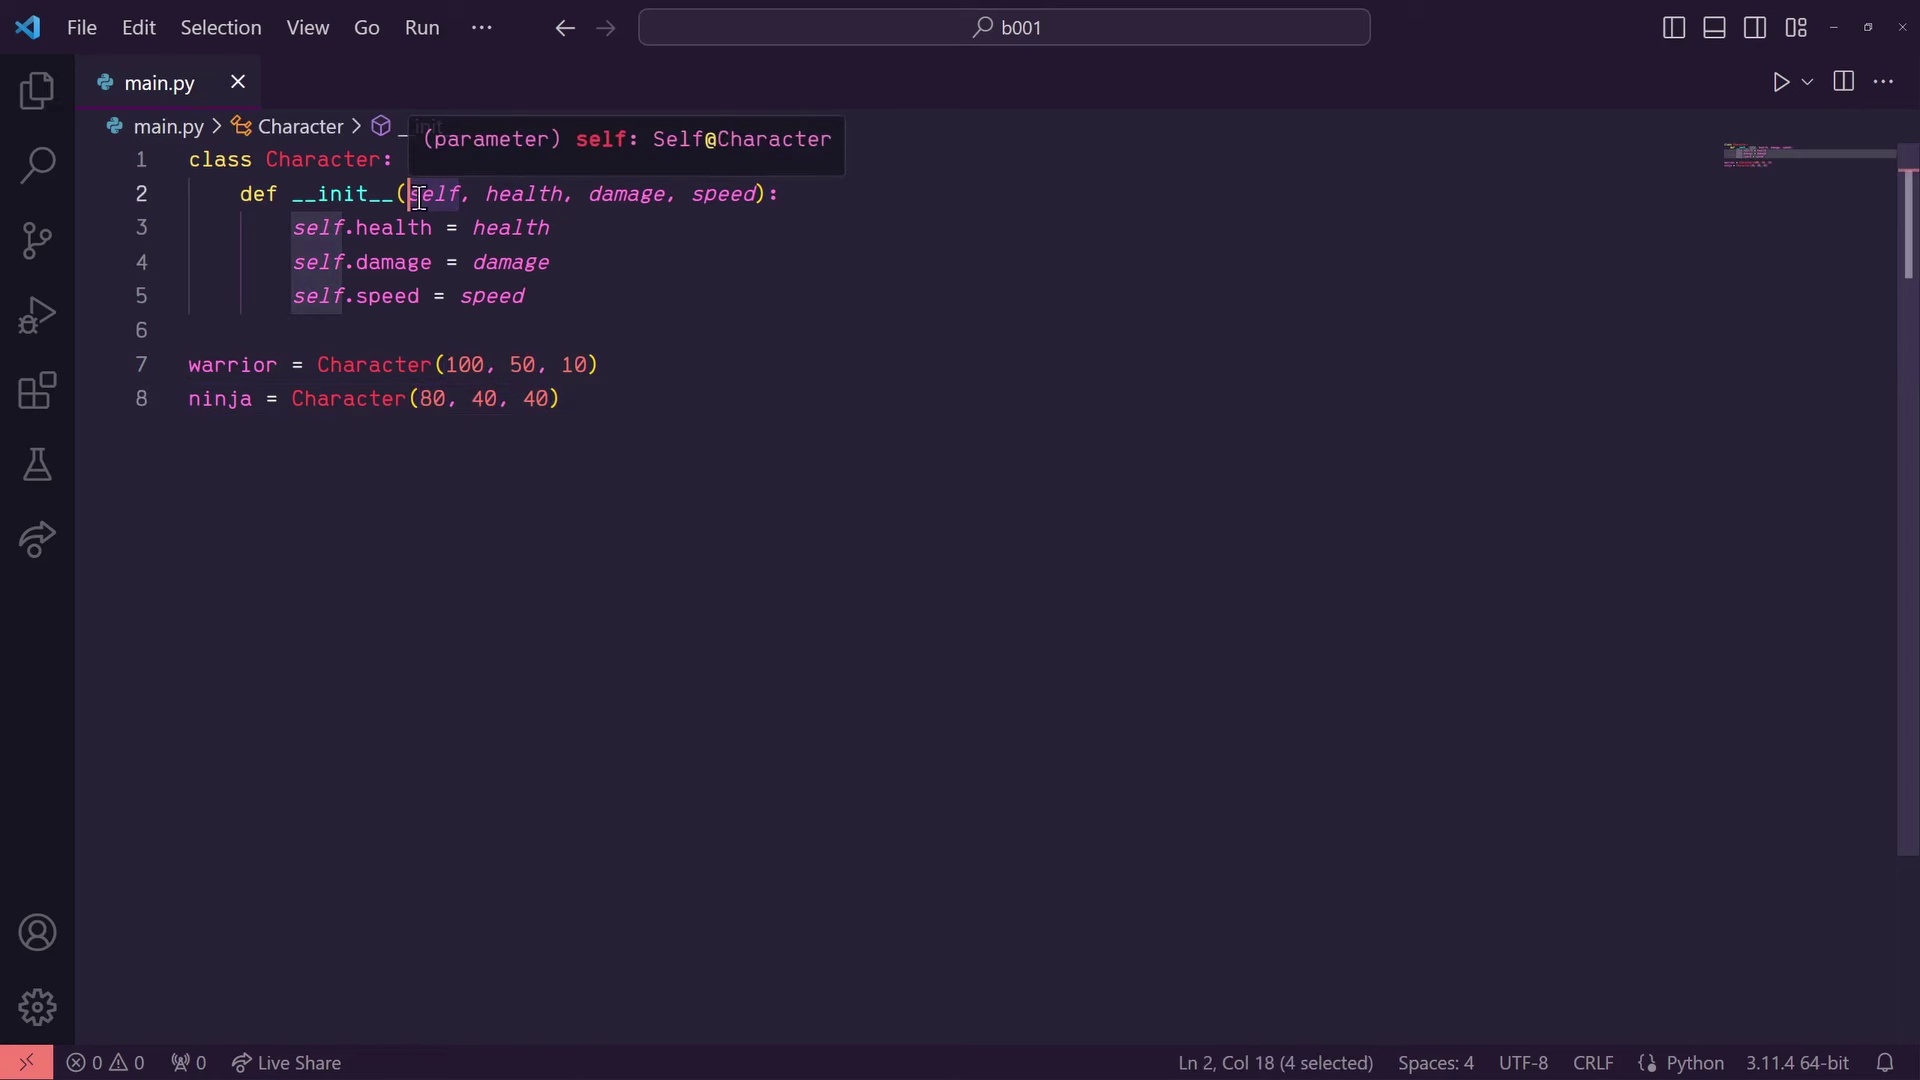 File Edit Selection View Go Run ··· b001
main.py
main.py > Character > __init
(parameter) self: Self@Character
1 class Character:
2 def __init__(self, health, damage, speed):
3 self.health = health
4 self.damage = damage
5 self.speed = speed
6
7 warrior = Character(100, 50, 10)
8 ninja = Character(80, 40, 40)
0 0 0 Live Share Ln 2, Col 18 (4 selected) Spaces: 4 UTF-8 CRLF Python 3.11.4 64-bit